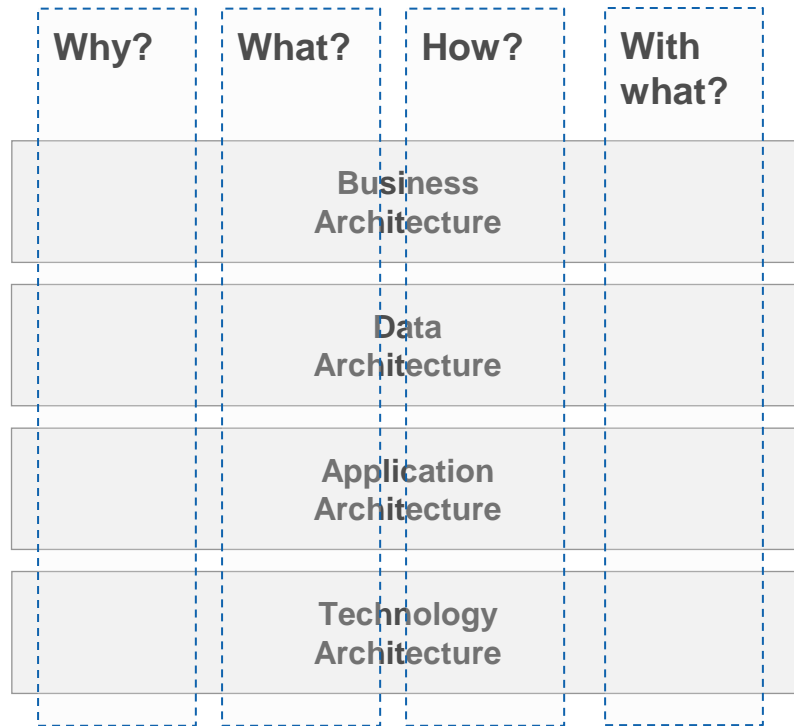 Why? What? How? With
what?
Business
Architecture
Data
Architecture
Application
Architecture
Technology
Architecture